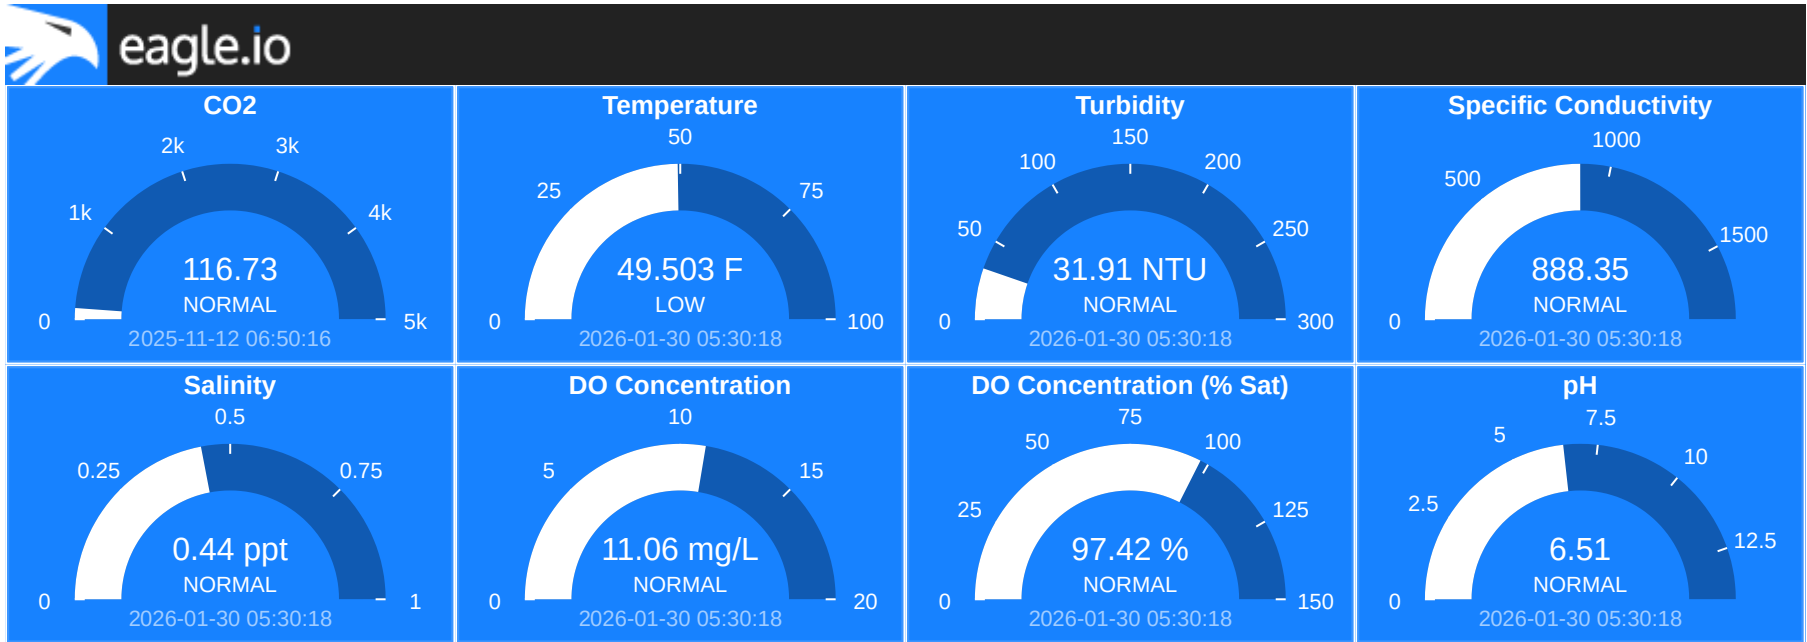 eagle.io
CO2
0
1k
2k
3k
4k
5k
116.73
NORMAL
2025-11-12 06:50:16
Temperature
0
25
50
75
100
49.503 F
LOW
2026-01-30 05:30:18
Turbidity
0
50
100
150
200
250
300
31.91 NTU
NORMAL
2026-01-30 05:30:18
Specific Conductivity
0
500
1000
1500
888.35
NORMAL
2026-01-30 05:30:18
Salinity
0
0.25
0.5
0.75
1
0.44 ppt
NORMAL
2026-01-30 05:30:18
DO Concentration
0
5
10
15
20
11.06 mg/L
NORMAL
2026-01-30 05:30:18
DO Concentration (% Sat)
0
25
50
75
100
125
150
97.42 %
NORMAL
2026-01-30 05:30:18
pH
0
2.5
5
7.5
10
12.5
6.51
NORMAL
2026-01-30 05:30:18